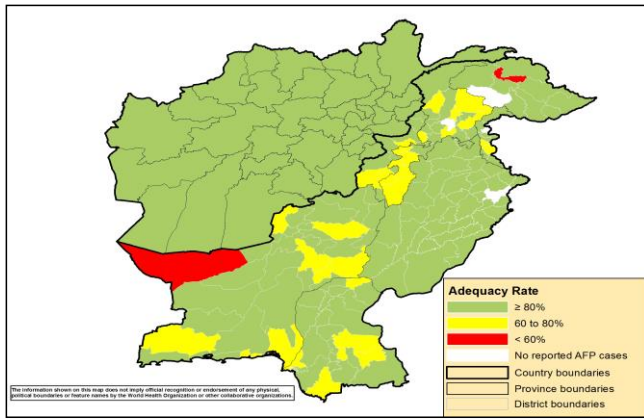 Adequacy Rate
≥ 80%
60 to 80%
< 60%
No reported AFP cases
Country boundaries
Province boundaries
District boundaries
The information shown on this map does not imply official recognition or endorsement of any physical,
political boundaries or feature names by the World Health Organization or other collaborative organizations.